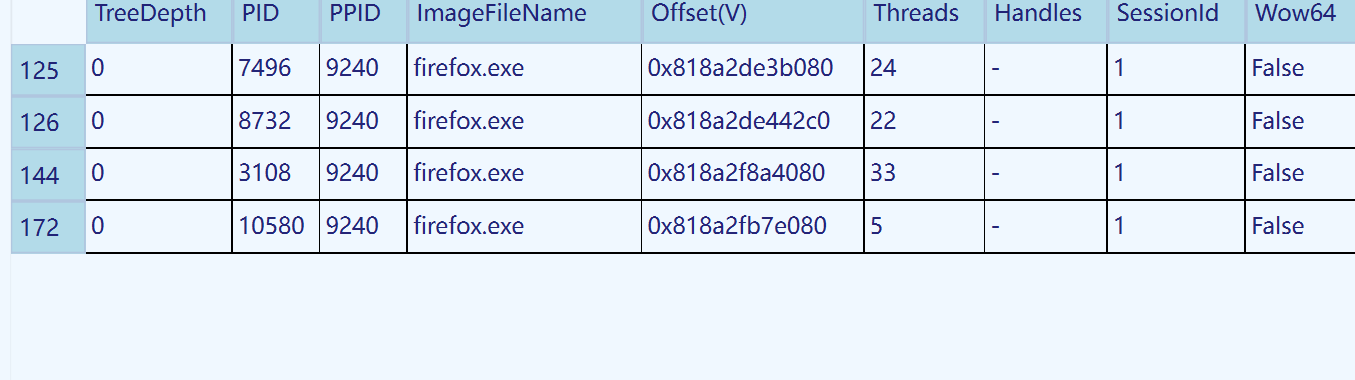 TreeDepth PID PPID ImageFileName Offset(V) Threads Handles SessionId Wow64
125 0 7496 9240 firefox.exe 0x818a2de3b080 24 - 1 False
126 0 8732 9240 firefox.exe 0x818a2de442c0 22 - 1 False
144 0 3108 9240 firefox.exe 0x818a2f8a4080 33 - 1 False
172 0 10580 9240 firefox.exe 0x818a2fb7e080 5 - 1 False